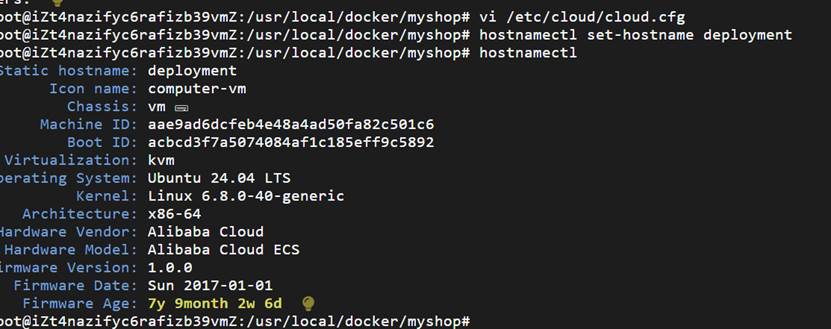 ers:
oot@iZt4nazifyc6rafizb39vmZ:/usr/local/docker/myshop# vi /etc/cloud/cloud.cfg
oot@iZt4nazifyc6rafizb39vmZ:/usr/local/docker/myshop# hostnamectl set-hostname deployment
oot@iZt4nazifyc6rafizb39vmZ:/usr/local/docker/myshop# hostnamectl
Static hostname: deployment
Icon name: computer-vm
Chassis: vm
Machine ID: aae9ad6dcfeb4e48a4ad50fa82c501c6
Boot ID: acbcd3f7a5074084af1c185eff9c5892
Virtualization: kvm
perating System: Ubuntu 24.04 LTS
Kernel: Linux 6.8.0-40-generic
Architecture: x86-64
Hardware Vendor: Alibaba Cloud
Hardware Model: Alibaba Cloud ECS
irmware Version: 1.0.0
Firmware Date: Sun 2017-01-01
Firmware Age: 7y 9month 2w 6d
oot@iZt4nazifyc6rafizb39vmZ:/usr/local/docker/myshop#